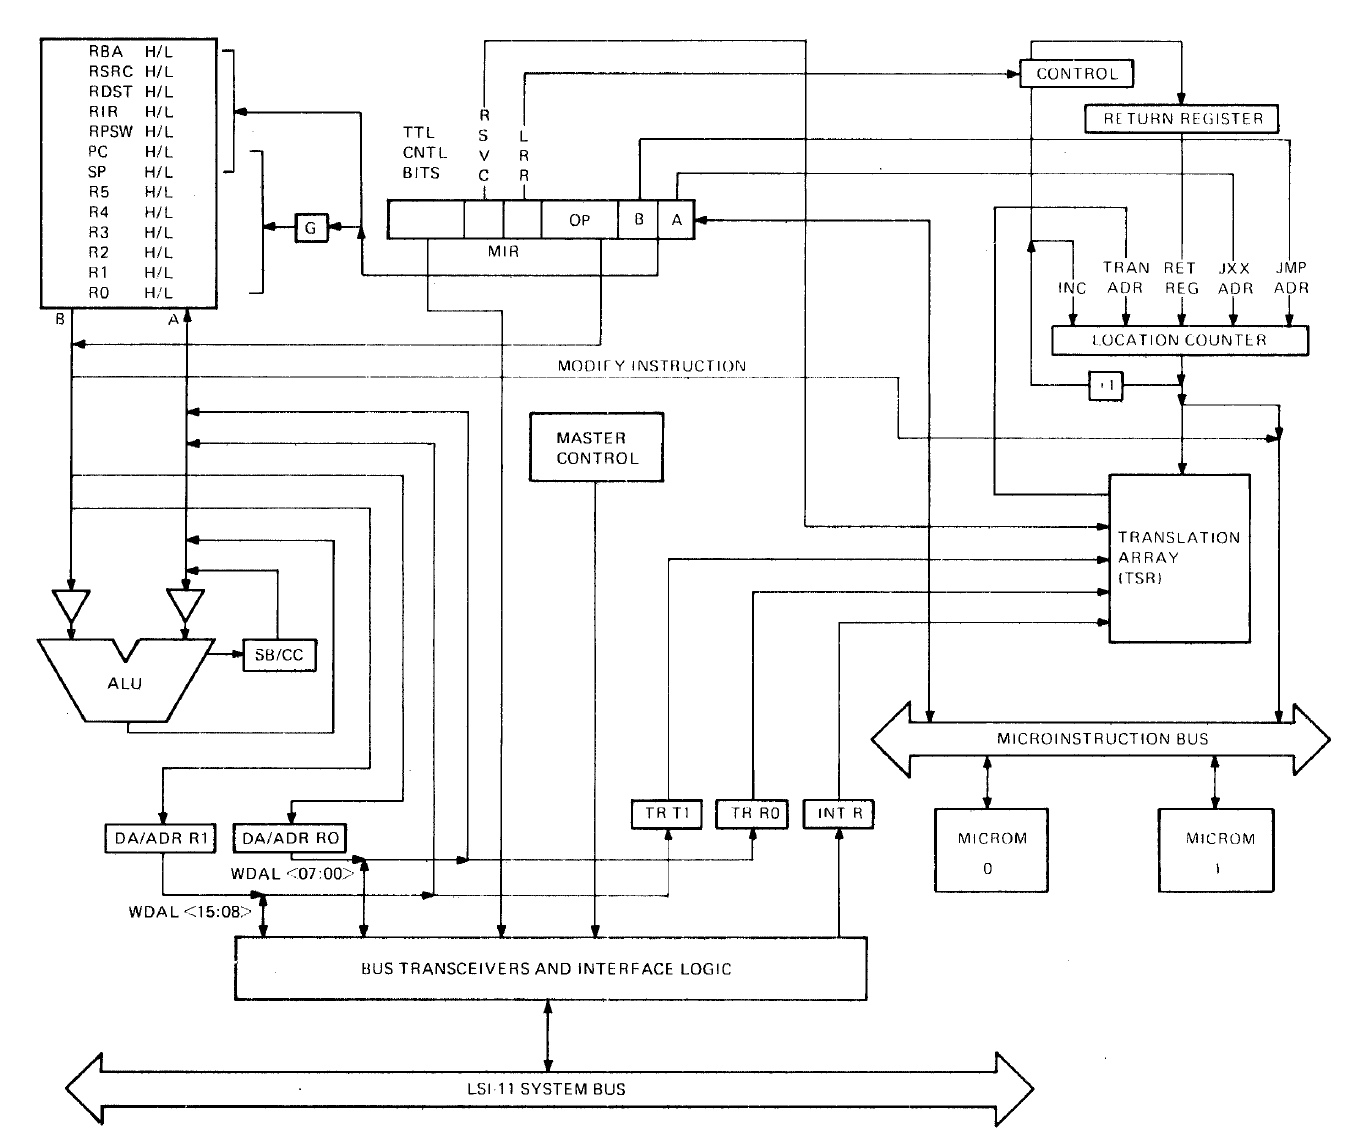 RBA H/L
RSRC H/L
RDST H/L
RIR H/L
RPSW H/L
PC H/L
SP H/L
R5 H/L
R4 H/L
R3 H/L
R2 H/L
R1 H/L
R0 H/L
B
A
G
TTL
CNTL
BITS
RSVC
LRR
OP
B
A
MIR
CONTROL
RETURN REGISTER
INC
TRAN
ADR
RET
REG
JXX
ADR
JMP
ADR
LOCATION COUNTER
+1
MODIFY INSTRUCTION
MASTER
CONTROL
TRANSLATION
ARRAY
(TSR)
ALU
SB/CC
MICROINSTRUCTION BUS
MICROM
0
MICROM
1
TR T1
TR R0
INT R
DA/ADR R1
DA/ADR R0
WDAL <07:00>
WDAL <15:08>
BUS TRANSCEIVERS AND INTERFACE LOGIC
LSI-11 SYSTEM BUS